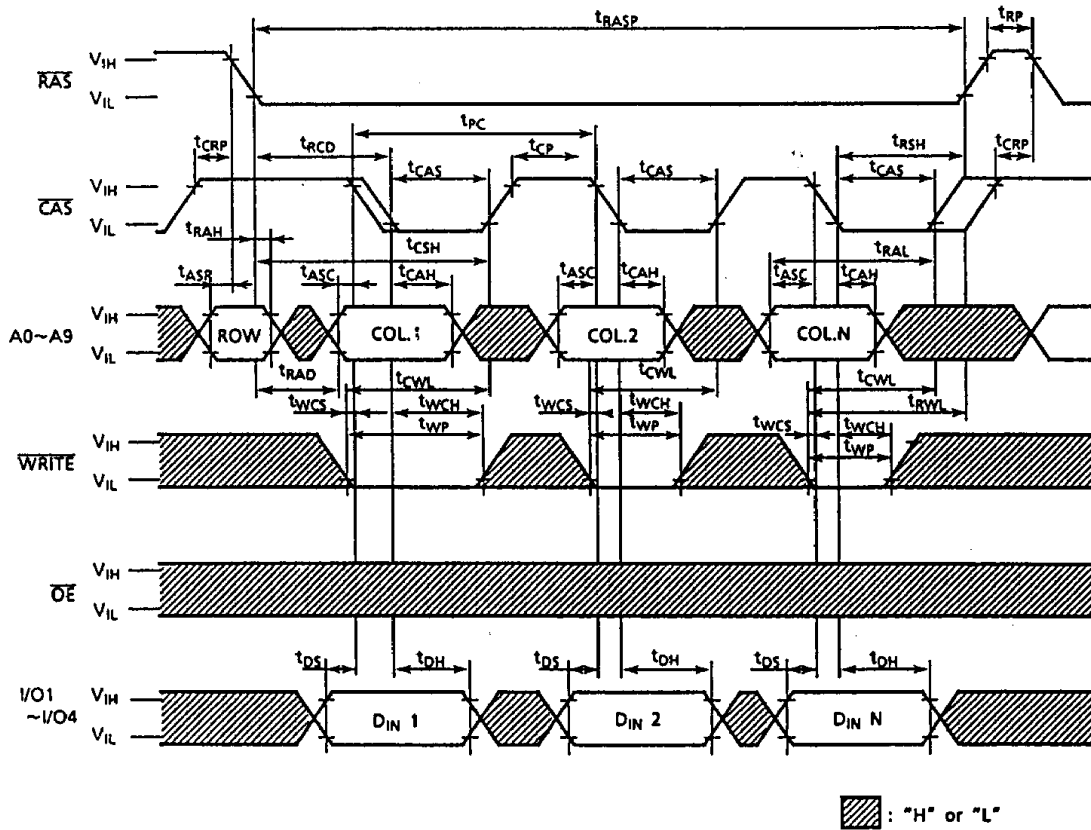 tRASP
tRP
VIH
RAS
VIL
tPC
tCRP
tRCD
tCP
tRSH
tCRP
tCAS
tCAS
tCAS
VIH
CAS
VIL
tRAH
tCSH
tRAL
tASR
tASC
tCAH
tASC
tCAH
tASC
tCAH
VIH
A0~A9
ROW
COL.1
COL.2
COL.N
VIL
tRAD
tCWL
tCWL
tCWL
tWCS
tWCH
tWCS
tWCH
tRWL
tWP
tWP
tWCS
tWCH
tWP
VIH
WRITE
VIL
VIH
OE
VIL
tDS
tDH
tDS
tDH
tDS
tDH
I/O1
~I/O4
VIH
DIN 1
DIN 2
DIN N
VIL
: "H" or "L"